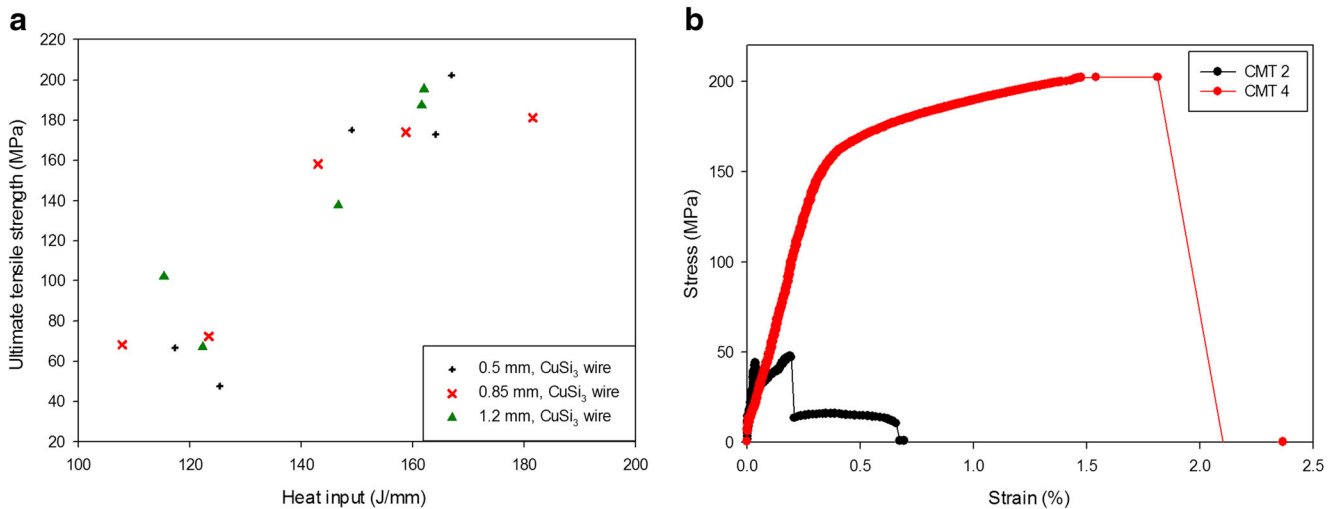 a
Ultimate tensile strength (MPa)
220
200
180
160
140
120
100
80
60
40
20
100
120
140
160
180
200
Heat input (J/mm)
0.5 mm, CuSi3 wire
0.85 mm, CuSi3 wire
1.2 mm, CuSi3 wire
b
Stress (MPa)
200
150
100
50
0
0.0
0.5
1.0
1.5
2.0
2.5
Strain (%)
CMT 2
CMT 4